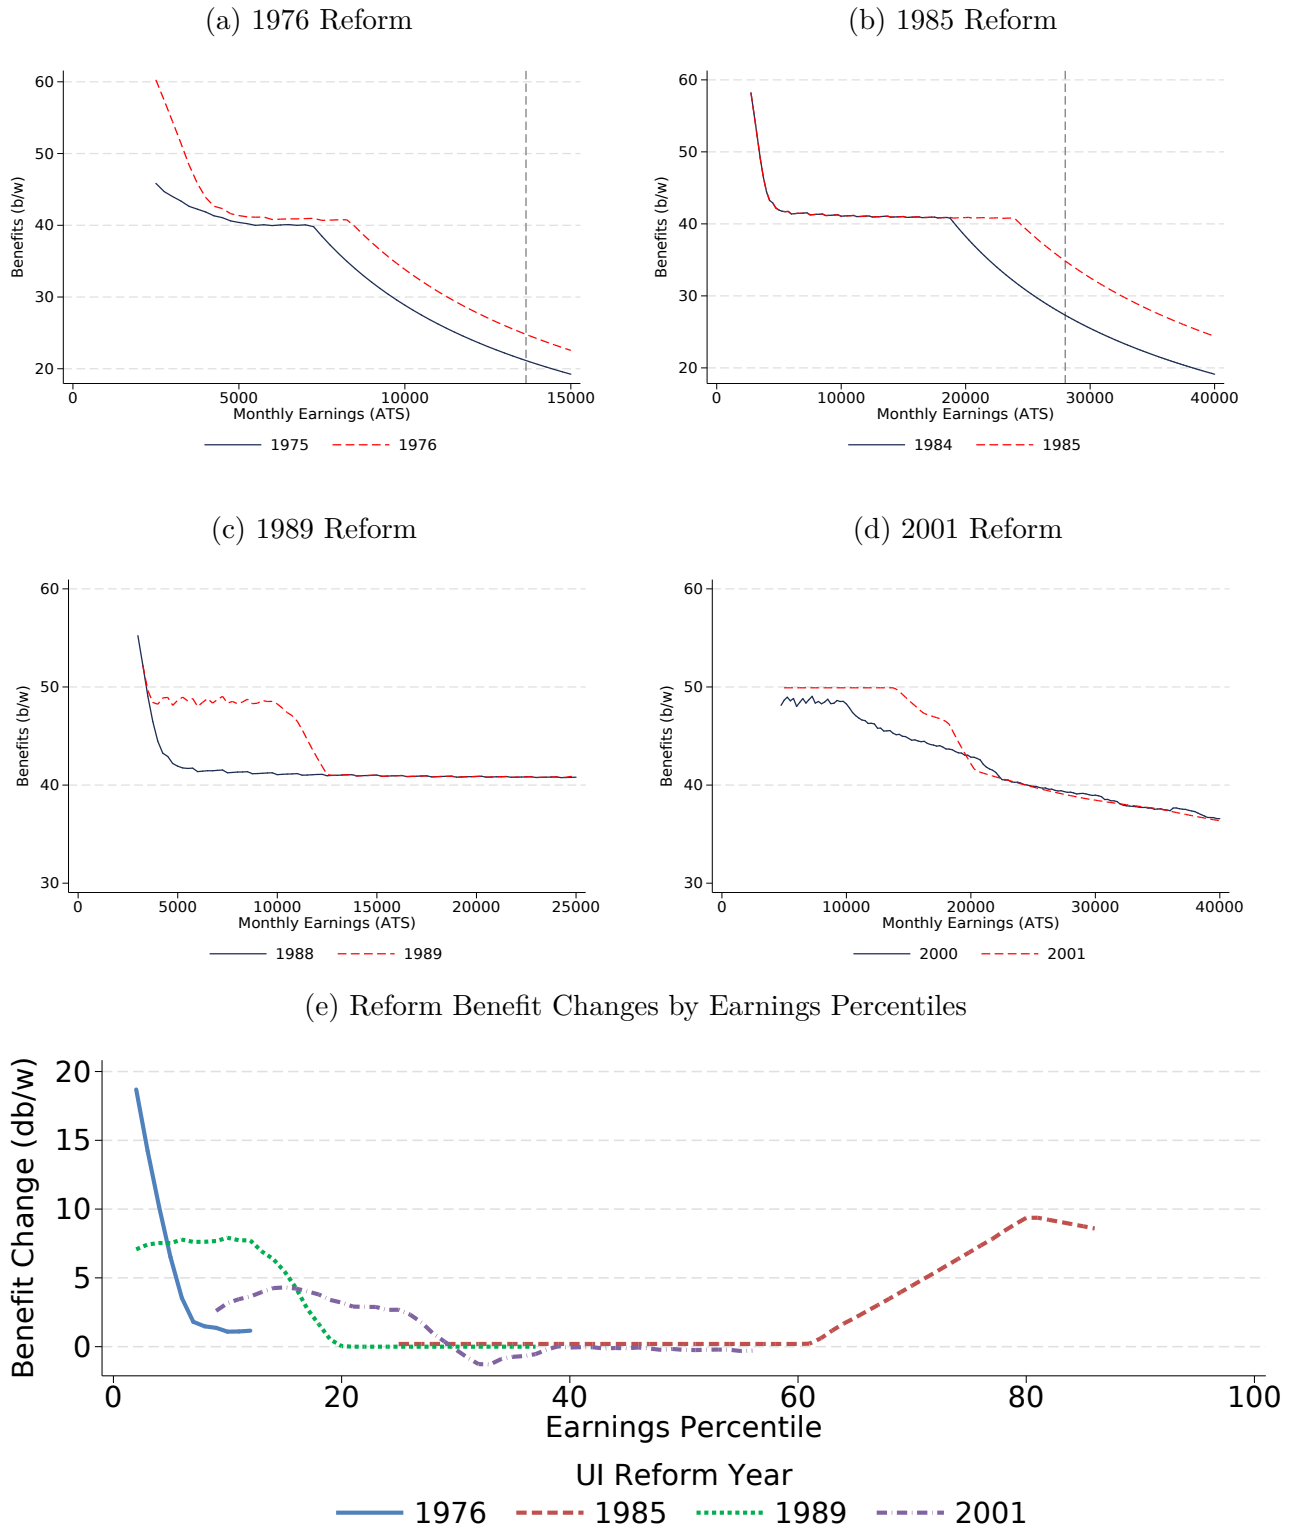 (a) 1976 Reform
60
50
40
30
20
Benefits (b/w)
0 5000 10000 15000
Monthly Earnings (ATS)
1975 1976
(b) 1985 Reform
60
50
40
30
20
Benefits (b/w)
0 10000 20000 30000 40000
Monthly Earnings (ATS)
1984 1985
(c) 1989 Reform
60
50
40
30
Benefits (b/w)
0 5000 10000 15000 20000 25000
Monthly Earnings (ATS)
1988 1989
(d) 2001 Reform
60
50
40
30
Benefits (b/w)
0 10000 20000 30000 40000
Monthly Earnings (ATS)
2000 2001
(e) Reform Benefit Changes by Earnings Percentiles
20
15
10
5
0
Benefit Change (db/w)
0 20 40 60 80 100
Earnings Percentile
UI Reform Year
1976 1985 1989 2001